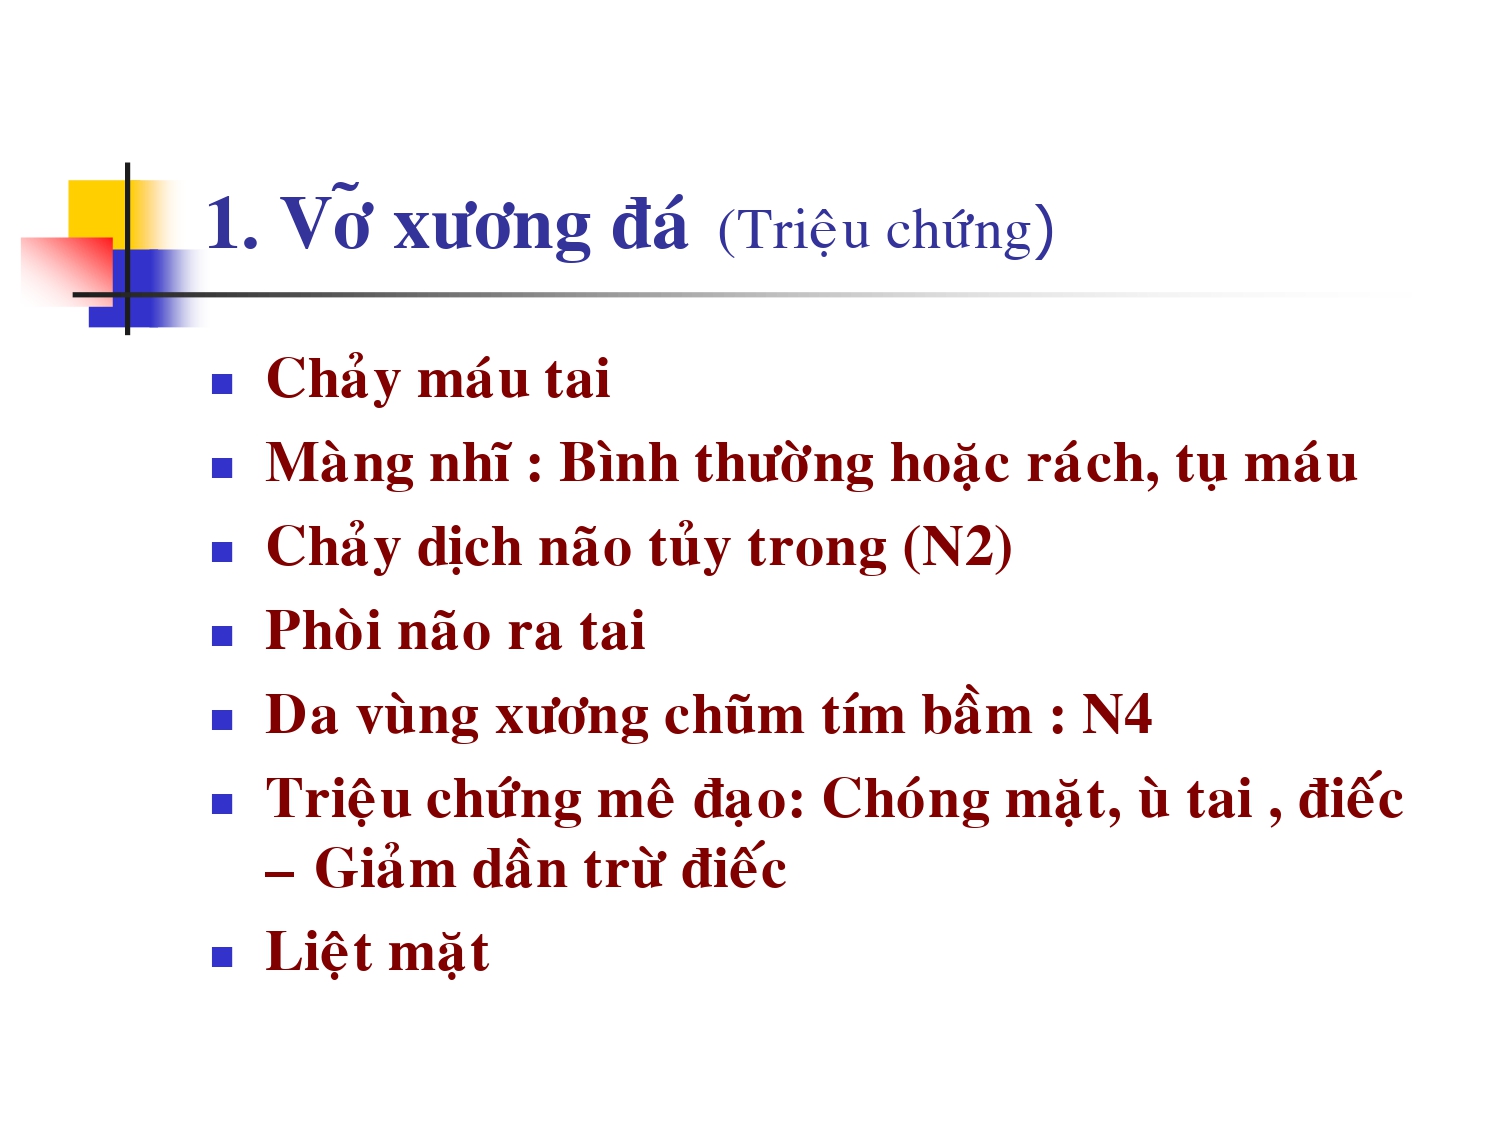 1. Vỡ xương đá (Triệu chứng)
Chảy máu tai
Màng nhĩ : Bình thường hoặc rách, tụ máu
Chảy dịch não tủy trong (N2)
Phòi não ra tai
Da vùng xương chũm tím bầm : N4
Triệu chứng mê đạo: Chóng mặt, ù tai , điếc
– Giảm dần trừ điếc
Liệt mặt